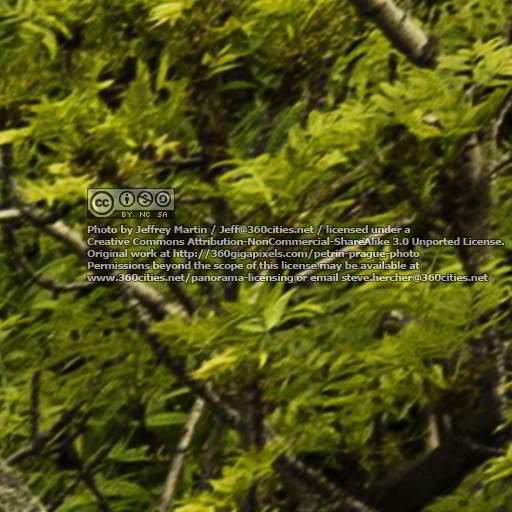 cc BY NC SA
Photo by Jeffrey Martin / Jeff@360cities.net / licensed under a
Creative Commons Attribution-NonCommercial-ShareAlike 3.0 Unported License.
Original work at http://360gigapixels.com/petrin-prague-photo
Permissions beyond the scope of this license may be available at
www.360cities.net/panorama-licensing or email steve.hercher@360cities.net